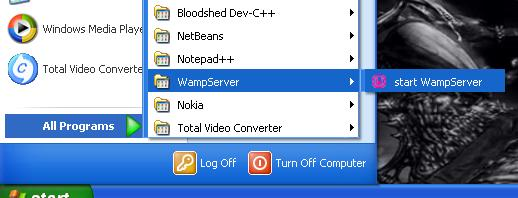 Bloodshed Dev-C++
Windows Media Playe
NetBeans
Notepad++
Total Video Converte
WampServer
start WampServer
Nokia
All Programs
Total Video Converter
Log Off
Turn Off Computer
start